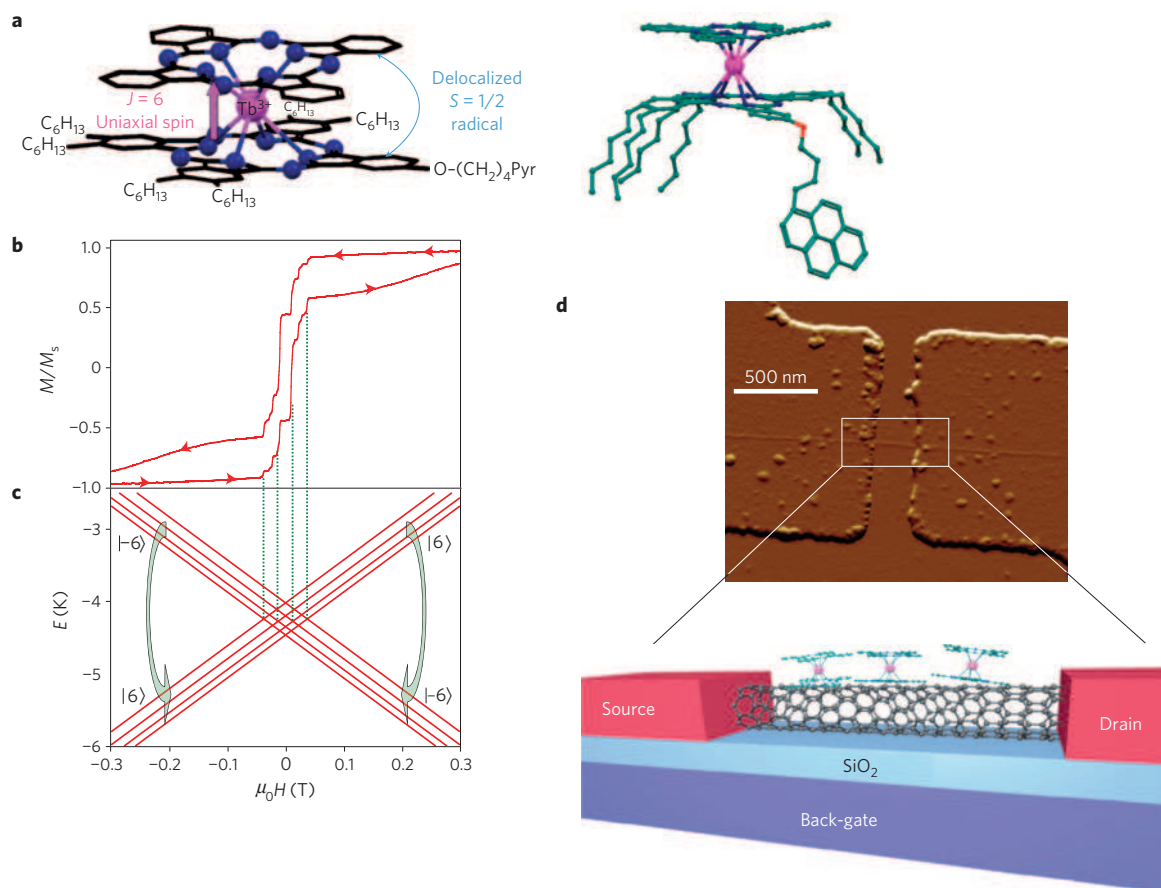 a
J = 6
Uniaxial spin
Tb³⁺
Delocalized
S = 1/2
radical
C₆H₁₃
C₆H₁₃
C₆H₁₃
C₆H₁₃
O–(CH₂)₄Pyr
C₆H₁₃
C₆H₁₃
b
1.0
0.5
0
−0.5
−1.0
M/Mₛ
c
−3
−4
−5
−6
E (K)
|−6⟩
|6⟩
|6⟩
|−6⟩
−0.3
−0.2
−0.1
0
0.1
0.2
0.3
μ₀H (T)
d
500 nm
Source
Drain
SiO₂
Back-gate